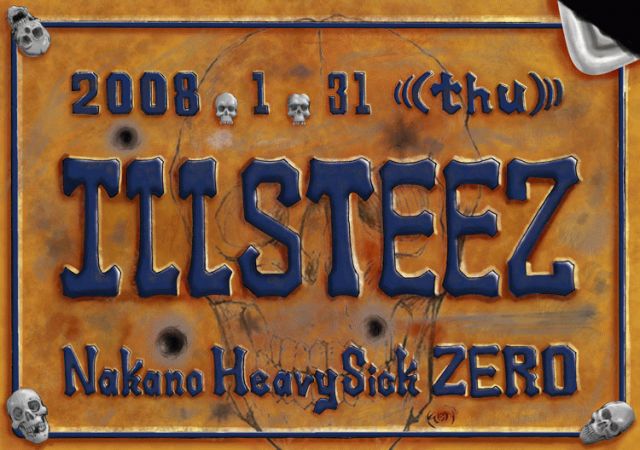 2008.1.31 (((thu)))
ILLSTEEZ
Nakano HeavySick ZERO